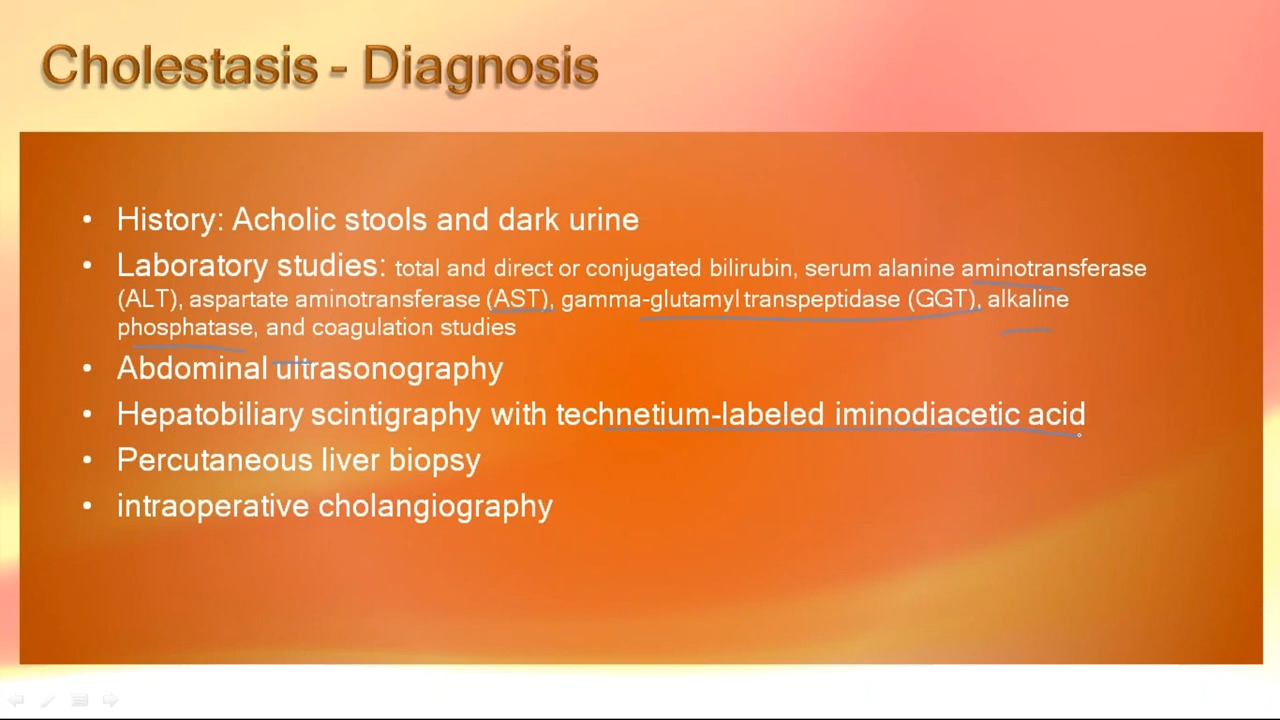 Cholestasis - Diagnosis
• History: Acholic stools and dark urine
• Laboratory studies: total and direct or conjugated bilirubin, serum alanine aminotransferase
(ALT), aspartate aminotransferase (AST), gamma-glutamyl transpeptidase (GGT), alkaline
phosphatase, and coagulation studies
• Abdominal ultrasonography
• Hepatobiliary scintigraphy with technetium-labeled iminodiacetic acid
• Percutaneous liver biopsy
• intraoperative cholangiography